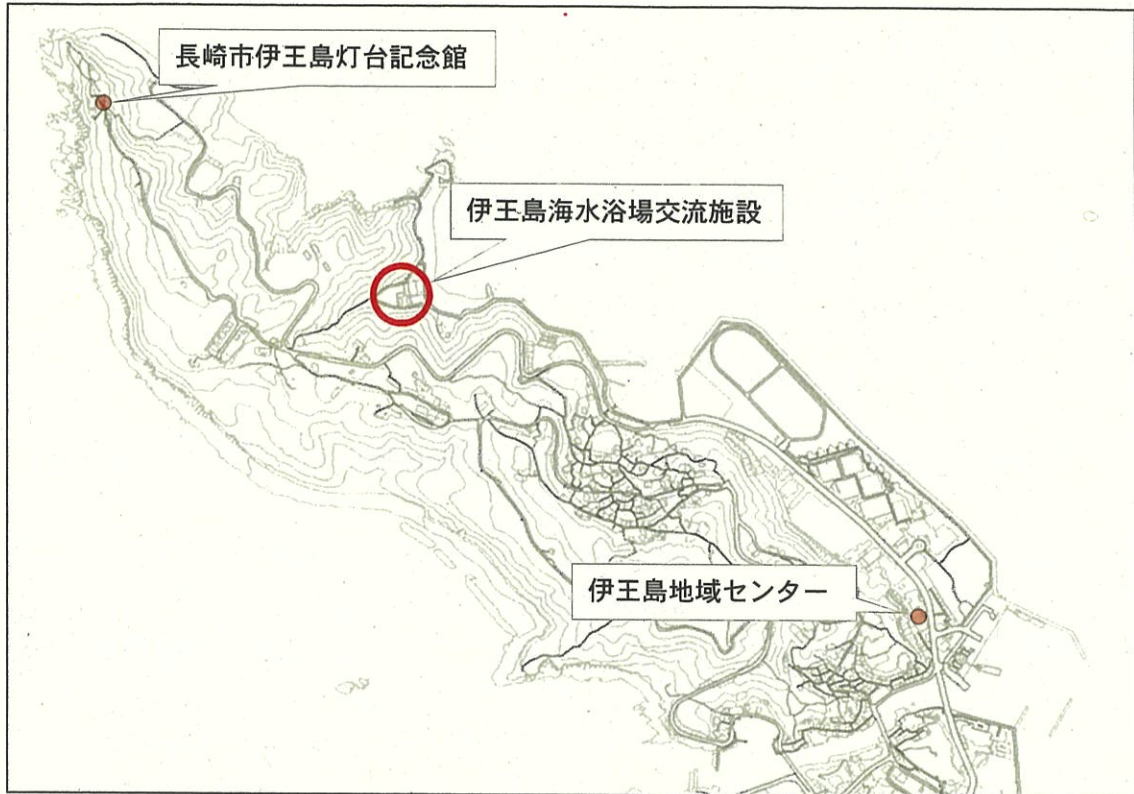 長崎市伊王島灯台記念館
伊王島海水浴場交流施設
伊王島地域センター